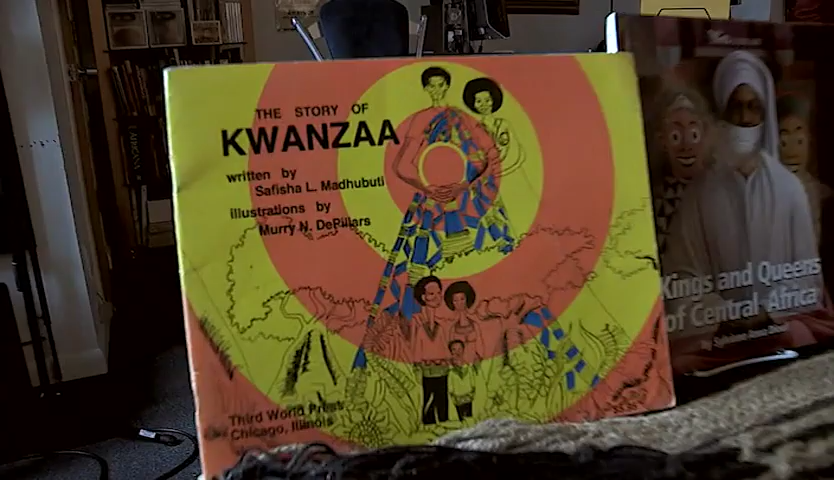 THE STORY OF
KWANZAA
written by
Safisha L. Madhubuti
illustrations by
Murry N. DePillars
Third World Press
Chicago, Illinois
Kings and Queens
of Central Africa